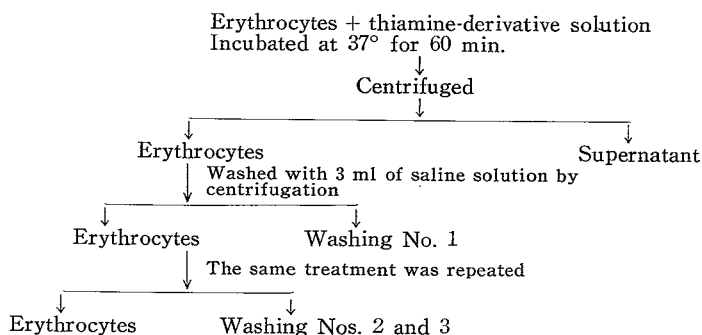 Erythrocytes + thiamine-derivative solution
Incubated at 37° for 60 min.
Centrifuged
Erythrocytes
Supernatant
Washed with 3 ml of saline solution by
centrifugation
Erythrocytes
Washing No. 1
The same treatment was repeated
Erythrocytes
Washing Nos. 2 and 3